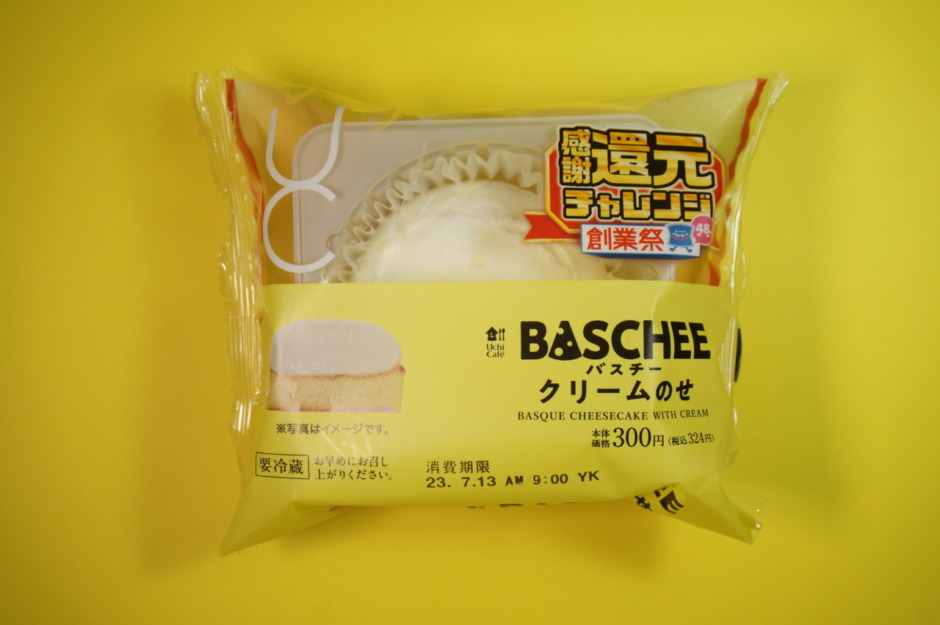 UC
感謝還元
チャレンジ
創業祭
48
Uchi
Café
BASCHEE
バスチー
クリームのせ
BASQUE CHEESECAKE WITH CREAM
本体
価格 300円 (税込324円)
※写真はイメージです。
要冷蔵 お早めにお召し
上がりください。
消費期限
23. 7.13 AM 9:00 YK